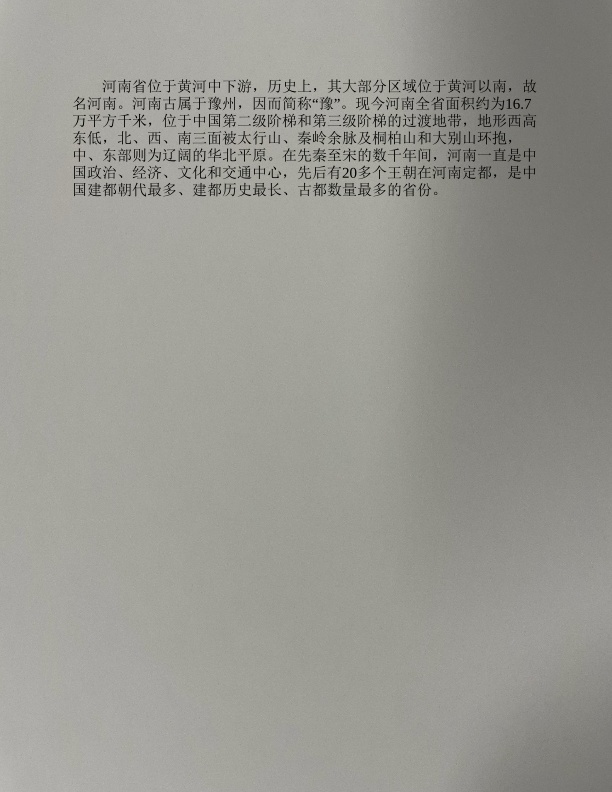 河南省位于黄河中下游，历史上，其大部分区域位于黄河以南，故
名河南。河南古属于豫州，因而简称“豫”。现今河南全省面积约为16.7
万平方千米，位于中国第二级阶梯和第三级阶梯的过渡地带，地形西高
东低，北、西、南三面被太行山、秦岭余脉及桐柏山和大别山环抱，
中、东部则为辽阔的华北平原。在先秦至宋的数千年间，河南一直是中
国政治、经济、文化和交通中心，先后有20多个王朝在河南定都，是中
国建都朝代最多、建都历史最长、古都数量最多的省份。